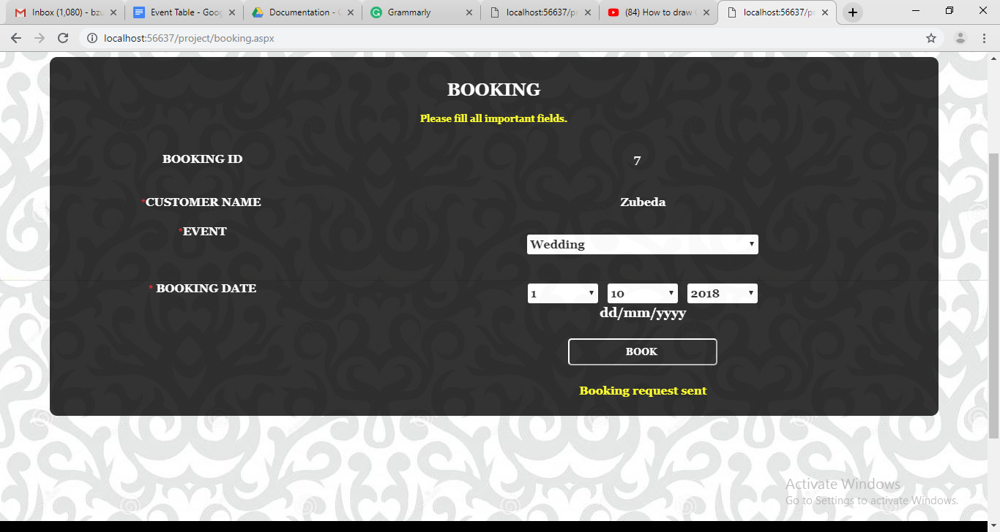 Inbox (1,080) - bzu
Event Table - Goog
Documentation - G
Grammarly
localhost:56637/pr
(84) How to draw
localhost:56637/pr
localhost:56637/project/booking.aspx
BOOKING
Please fill all important fields.
BOOKING ID 7
*CUSTOMER NAME Zubeda
*EVENT
Wedding
* BOOKING DATE
1 10 2018
dd/mm/yyyy
BOOK
Booking request sent
Activate Windows
Go to Settings to activate Windows.